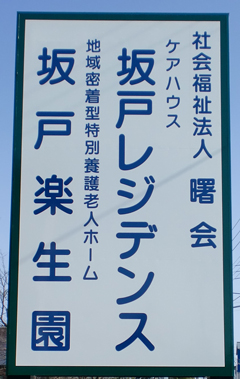 社会福祉法人 曙会
ケアハウス
坂戸レジデンス
地域密着型特別養護老人ホーム
坂戸楽生園